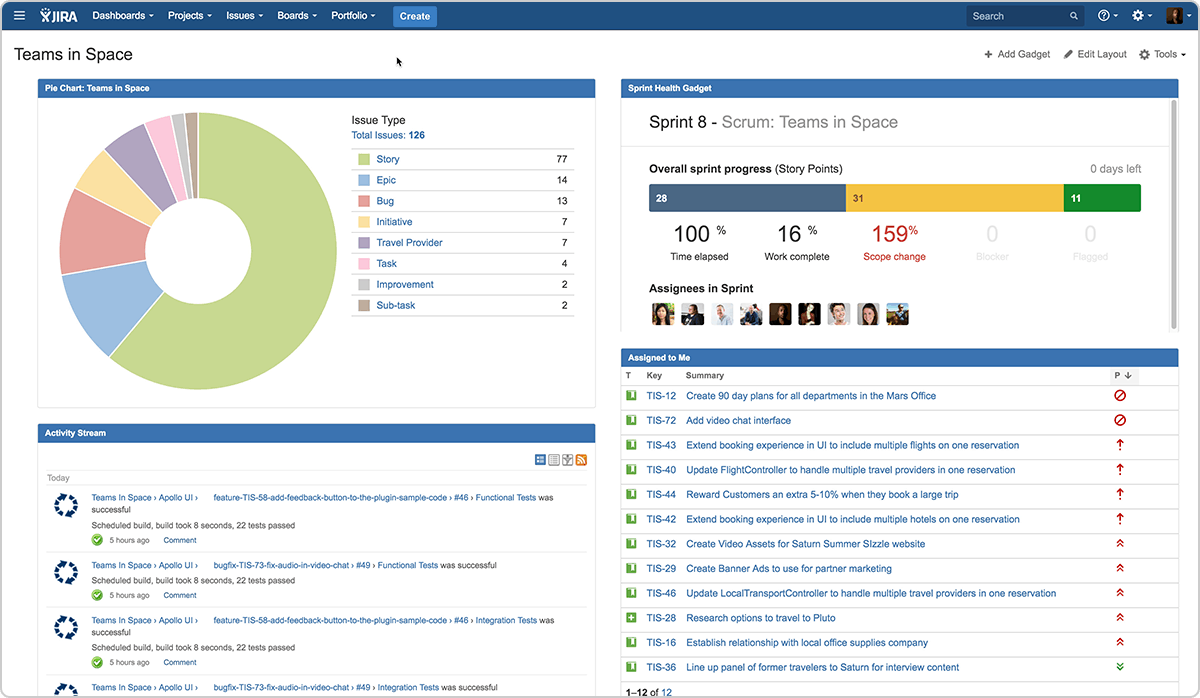 JIRA Dashboards Projects Issues Boards Portfolio Create Search
Teams in Space
Add Gadget Edit Layout Tools
Pie Chart: Teams in Space
Issue Type
Total Issues: 126
Story 77
Epic 14
Bug 13
Initiative 7
Travel Provider 7
Task 4
Improvement 2
Sub-task 2
Activity Stream
Today
Teams In Space › Apollo UI › feature-TIS-58-add-feedback-button-to-the-plugin-sample-code › #46 › Functional Tests was
successful
Scheduled build, build took 8 seconds, 22 tests passed
5 hours ago Comment
Teams In Space › Apollo UI › bugfix-TIS-73-fix-audio-in-video-chat › #49 › Functional Tests was successful
Scheduled build, build took 8 seconds, 22 tests passed
5 hours ago Comment
Teams In Space › Apollo UI › feature-TIS-58-add-feedback-button-to-the-plugin-sample-code › #46 › Integration Tests was
successful
Scheduled build, build took 8 seconds, 22 tests passed
5 hours ago Comment
Teams In Space › Apollo UI › bugfix-TIS-73-fix-audio-in-video-chat › #49 › Integration Tests was successful
Sprint Health Gadget
Sprint 8 - Scrum: Teams in Space
Overall sprint progress (Story Points) 0 days left
28 31 11
100 % 16 % 159% 0 0
Time elapsed Work complete Scope change Blocker Flagged
Assignees in Sprint
Assigned to Me
T Key Summary P
TIS-12 Create 90 day plans for all departments in the Mars Office
TIS-72 Add video chat interface
TIS-43 Extend booking experience in UI to include multiple flights on one reservation
TIS-40 Update FlightController to handle multiple travel providers in one reservation
TIS-44 Reward Customers an extra 5-10% when they book a large trip
TIS-42 Extend booking experience in UI to include multiple hotels on one reservation
TIS-32 Create Video Assets for Saturn Summer SIzzle website
TIS-29 Create Banner Ads to use for partner marketing
TIS-46 Update LocalTransportController to handle multiple travel providers in one reservation
TIS-28 Research options to travel to Pluto
TIS-16 Establish relationship with local office supplies company
TIS-36 Line up panel of former travelers to Saturn for interview content
1–12 of 12